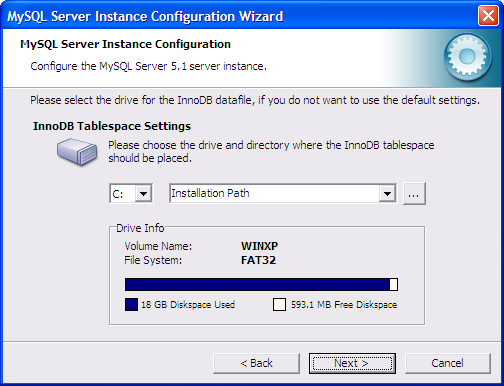 MySQL Server Instance Configuration Wizard
MySQL Server Instance Configuration
Configure the MySQL Server 5.1 server instance.
Please select the drive for the InnoDB datafile, if you do not want to use the default settings.
InnoDB Tablespace Settings
Please choose the drive and directory where the InnoDB tablespace
should be placed.
C: Installation Path ...
Drive Info
Volume Name: WINXP
File System: FAT32
18 GB Diskspace Used 593.1 MB Free Diskspace
< Back Next > Cancel